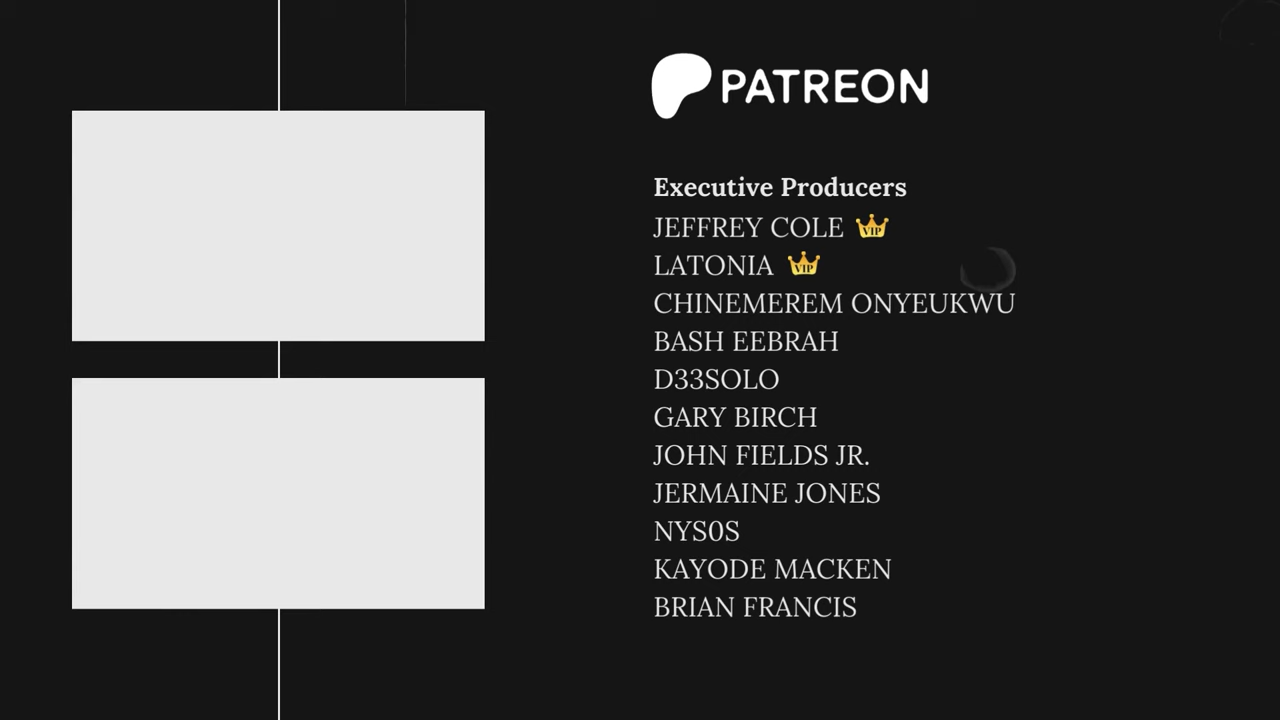 PATREON
Executive Producers
JEFFREY COLE VIP
LATONIA VIP
CHINEMEREM ONYEUKWU
BASH EEBRAH
D33SOLO
GARY BIRCH
JOHN FIELDS JR.
JERMAINE JONES
NYS0S
KAYODE MACKEN
BRIAN FRANCIS